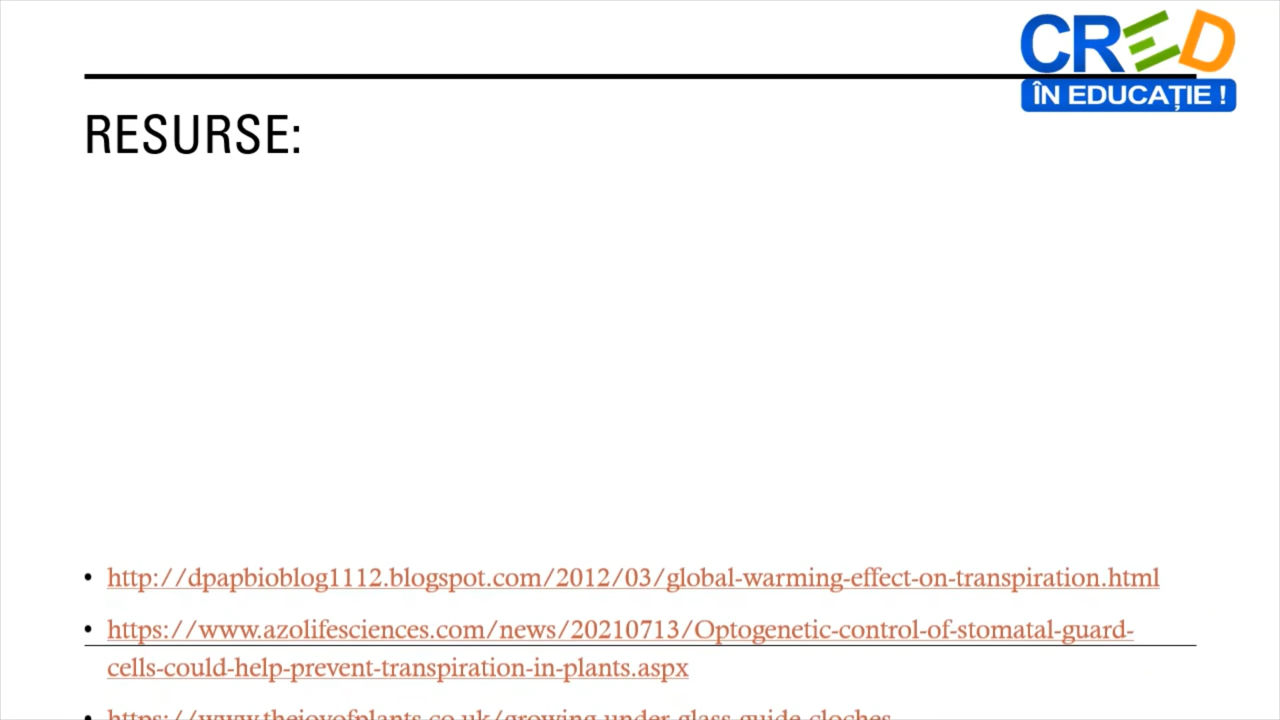 CRED
ÎN EDUCAȚIE !
RESURSE:
• http://dpapbioblog1112.blogspot.com/2012/03/global-warming-effect-on-transpiration.html
• https://www.azolifesciences.com/news/20210713/Optogenetic-control-of-stomatal-guard-
cells-could-help-prevent-transpiration-in-plants.aspx
• https://www.thejoyofplants.co.uk/growing-under-glass-guide-cloches